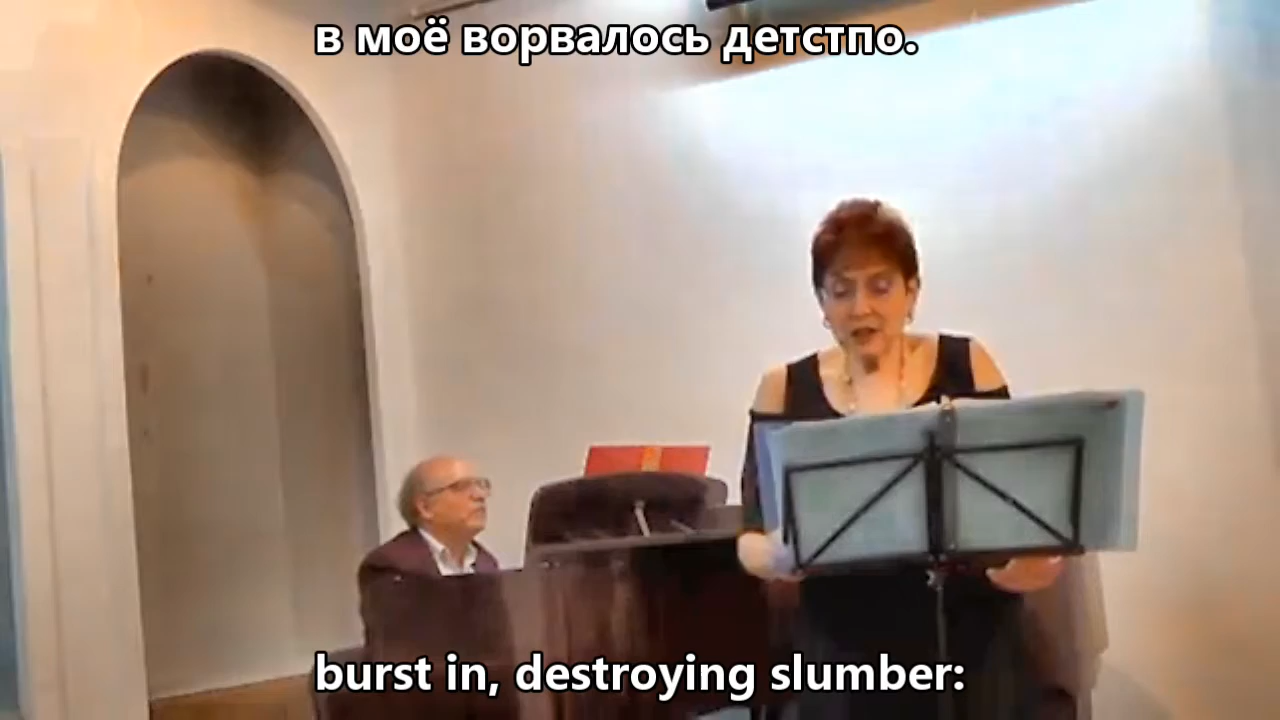 в моё ворвалось детстпо.
burst in, destroying slumber: